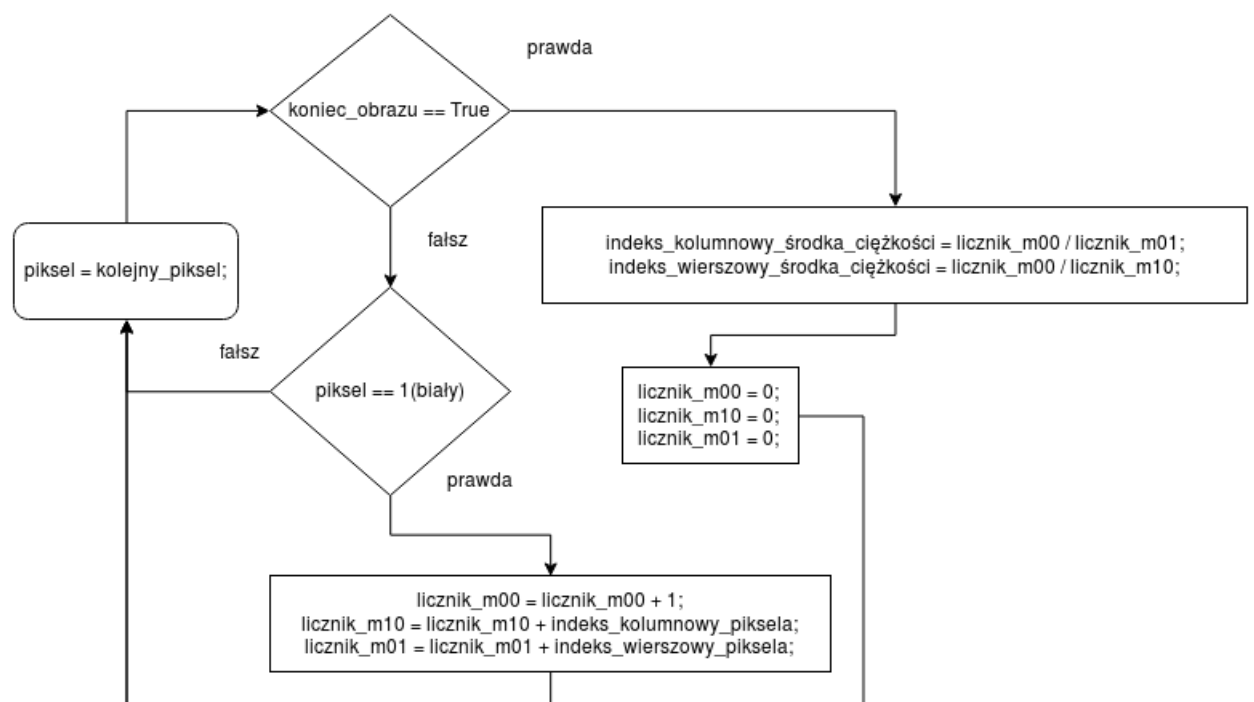 prawda
koniec_obrazu == True
fałsz
indeks_kolumnowy_środka_ciężkości = licznik_m00 / licznik_m01;
indeks_wierszowy_środka_ciężkości = licznik_m00 / licznik_m10;
piksel = kolejny_piksel;
fałsz
piksel == 1(biały)
licznik_m00 = 0;
licznik_m10 = 0;
licznik_m01 = 0;
prawda
licznik_m00 = licznik_m00 + 1;
licznik_m10 = licznik_m10 + indeks_kolumnowy_piksela;
licznik_m01 = licznik_m01 + indeks_wierszowy_piksela;